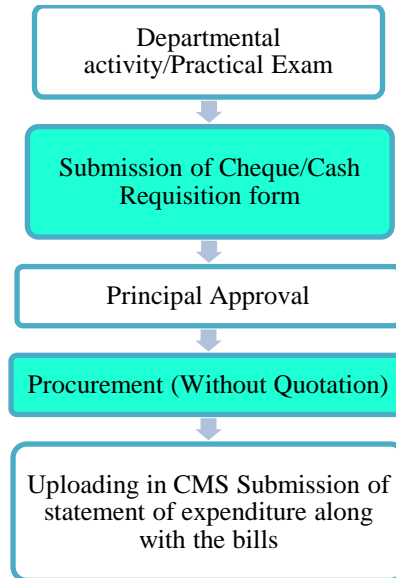 Departmental
activity/Practical Exam
Submission of Cheque/Cash
Requisition form
Principal Approval
Procurement (Without Quotation)
Uploading in CMS Submission of
statement of expenditure along
with the bills